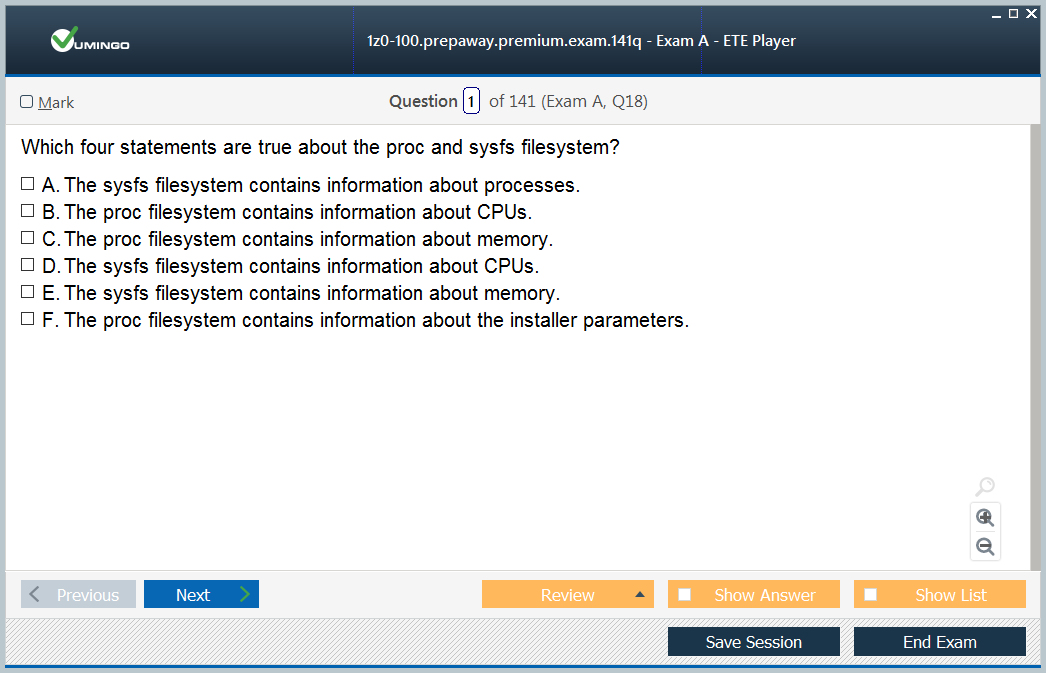 VUMINGO
1z0-100.prepaway.premium.exam.141q - Exam A - ETE Player
Mark
Question 1 of 141 (Exam A, Q18)
Which four statements are true about the proc and sysfs filesystem?
A. The sysfs filesystem contains information about processes.
B. The proc filesystem contains information about CPUs.
C. The proc filesystem contains information about memory.
D. The sysfs filesystem contains information about CPUs.
E. The sysfs filesystem contains information about memory.
F. The proc filesystem contains information about the installer parameters.
Previous
Next
Review
Show Answer
Show List
Save Session
End Exam